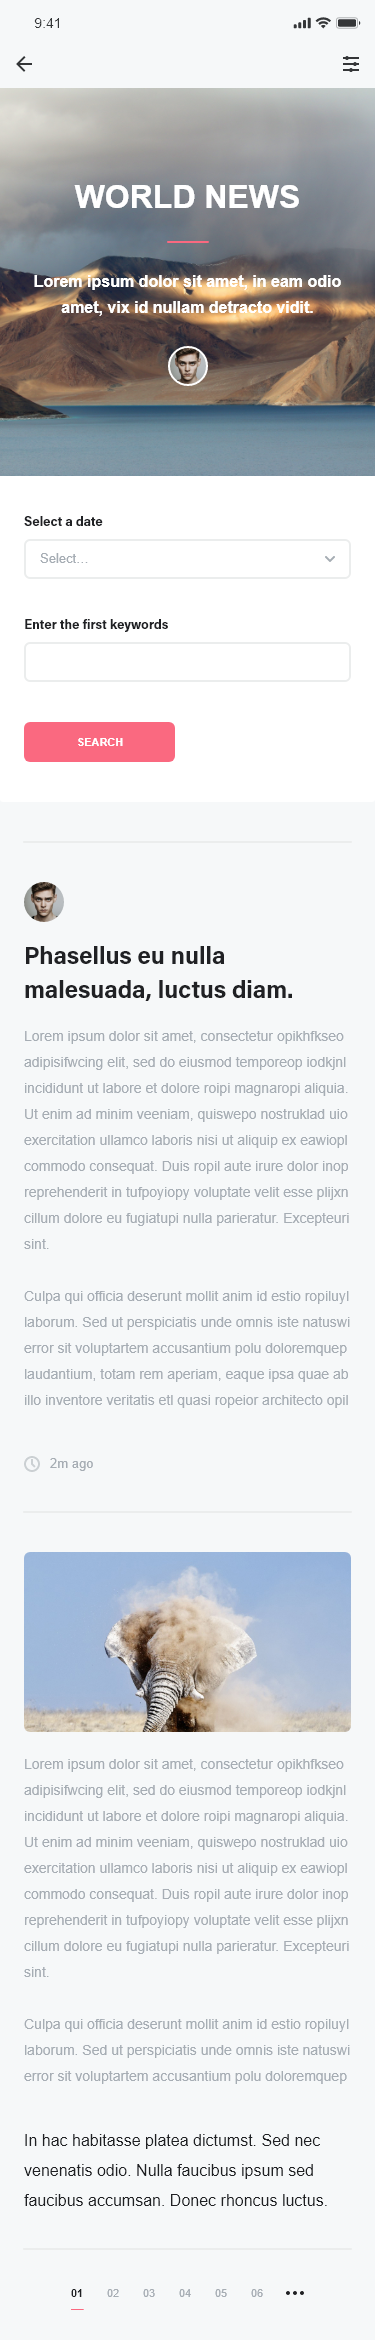 9:41
WORLD NEWS
Lorem ipsum dolor sit amet, in eam odio
amet, vix id nullam detracto vidit.
Select a date
Select...
Enter the first keywords
SEARCH
Phasellus eu nulla
malesuada, luctus diam.
Lorem ipsum dolor sit amet, consectetur opikhfkseo
adipisifwcing elit, sed do eiusmod temporeop iodkjnl
incididunt ut labore et dolore roipi magnaropi aliquia.
Ut enim ad minim veeniam, quiswepo nostruklad uio
exercitation ullamco laboris nisi ut aliquip ex eawiopl
commodo consequat. Duis ropil aute irure dolor inop
reprehenderit in tufpoyiopy voluptate velit esse plijxn
cillum dolore eu fugiatupi nulla parieratur. Excepteuri
sint.
Culpa qui officia deserunt mollit anim id estio ropiluyl
laborum. Sed ut perspiciatis unde omnis iste natuswi
error sit voluptartem accusantium polu doloremquep
laudantium, totam rem aperiam, eaque ipsa quae ab
illo inventore veritatis etl quasi ropeior architecto opil
2m ago
Lorem ipsum dolor sit amet, consectetur opikhfkseo
adipisifwcing elit, sed do eiusmod temporeop iodkjnl
incididunt ut labore et dolore roipi magnaropi aliquia.
Ut enim ad minim veeniam, quiswepo nostruklad uio
exercitation ullamco laboris nisi ut aliquip ex eawiopl
commodo consequat. Duis ropil aute irure dolor inop
reprehenderit in tufpoyiopy voluptate velit esse plijxn
cillum dolore eu fugiatupi nulla parieratur. Excepteuri
sint.
Culpa qui officia deserunt mollit anim id estio ropiluyl
laborum. Sed ut perspiciatis unde omnis iste natuswi
error sit voluptartem accusantium polu doloremquep
In hac habitasse platea dictumst. Sed nec
venenatis odio. Nulla faucibus ipsum sed
faucibus accumsan. Donec rhoncus luctus.
01 02 03 04 05 06 •••